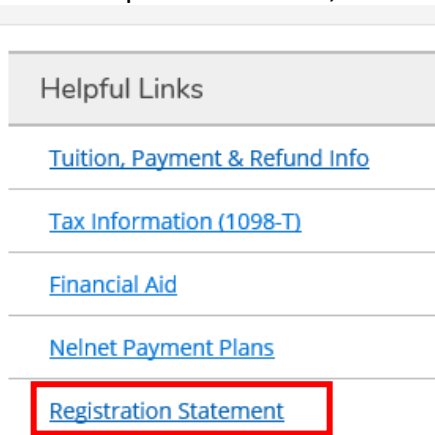 Helpful Links
Tuition, Payment & Refund Info
Tax Information (1098-T)
Financial Aid
Nelnet Payment Plans
Registration Statement